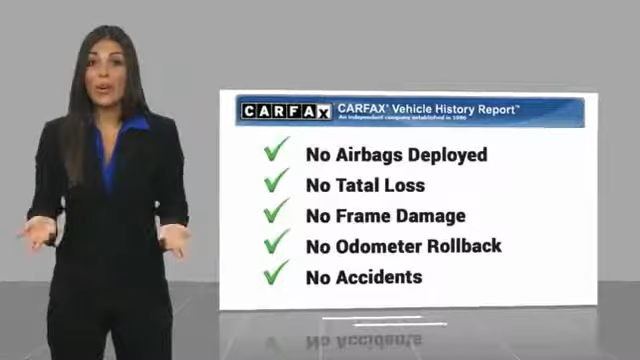 CARFAX CARFAX Vehicle History Report™
An independent company established in 1986
No Airbags Deployed
No Tatal Loss
No Frame Damage
No Odometer Rollback
No Accidents